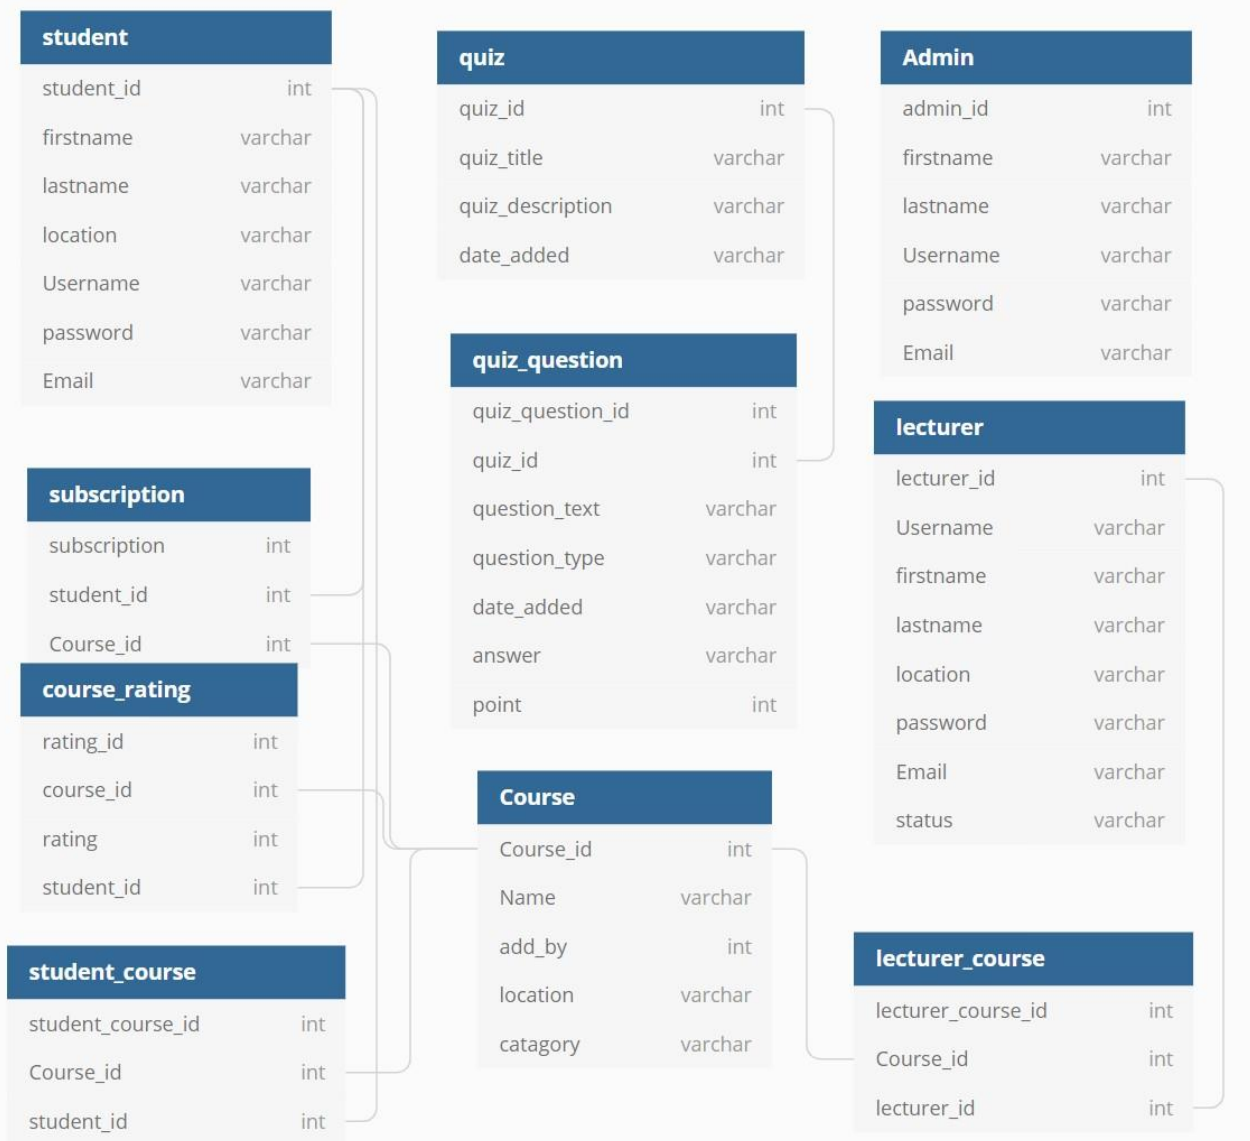 student
student_id int
firstname varchar
lastname varchar
location varchar
Username varchar
password varchar
Email varchar
subscription
subscription int
student_id int
Course_id int
course_rating
rating_id int
course_id int
rating int
student_id int
student_course
student_course_id int
Course_id int
student_id int
quiz
quiz_id int
quiz_title varchar
quiz_description varchar
date_added varchar
quiz_question
quiz_question_id int
quiz_id int
question_text varchar
question_type varchar
date_added varchar
answer varchar
point int
Course
Course_id int
Name varchar
add_by int
location varchar
catagory varchar
Admin
admin_id int
firstname varchar
lastname varchar
Username varchar
password varchar
Email varchar
lecturer
lecturer_id int
Username varchar
firstname varchar
lastname varchar
location varchar
password varchar
Email varchar
status varchar
lecturer_course
lecturer_course_id int
Course_id int
lecturer_id int